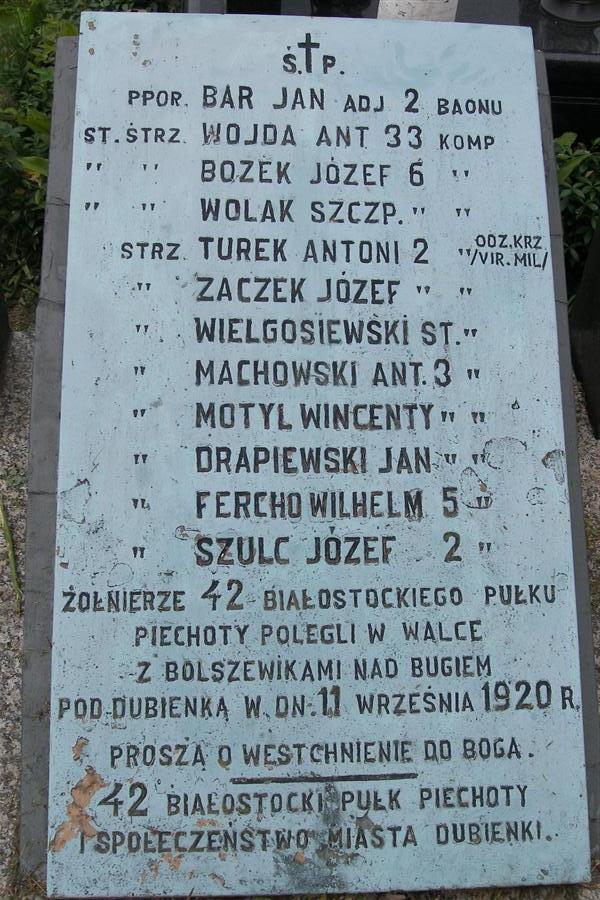 Ś.†P.
PPOR. BAR JAN ADJ 2 BAONU
ST. STRZ. WOJDA ANT 33 KOMP
" " BOZEK JÓZEF 6 "
" " WOLAK SZCZP. " "
STRZ. TUREK ANTONI 2 " ODZ.KRZ /VIR.MIL/
" ZACZEK JÓZEF " "
" WIELGOSIEWSKI ST. "
" MACHOWSKI ANT. 3 "
" MOTYL WINCENTY " "
" DRAPIEWSKI JAN " "
" FERCHO WILHELM 5 "
" SZULC JÓZEF 2 "
ŻOŁNIERZE 42 BIAŁOSTOCKIEGO PUŁKU
PIECHOTY POLEGLI W WALCE
Z BOLSZEWIKAMI NAD BUGIEM
POD DUBIENKĄ W DN. 11 WRZEŚNIA 1920 R.
PROSZĄ O WESTCHNIENIE DO BOGA.
42 BIAŁOSTOCKI PUŁK PIECHOTY
I SPOŁECZEŃSTWO MIASTA DUBIENKI.